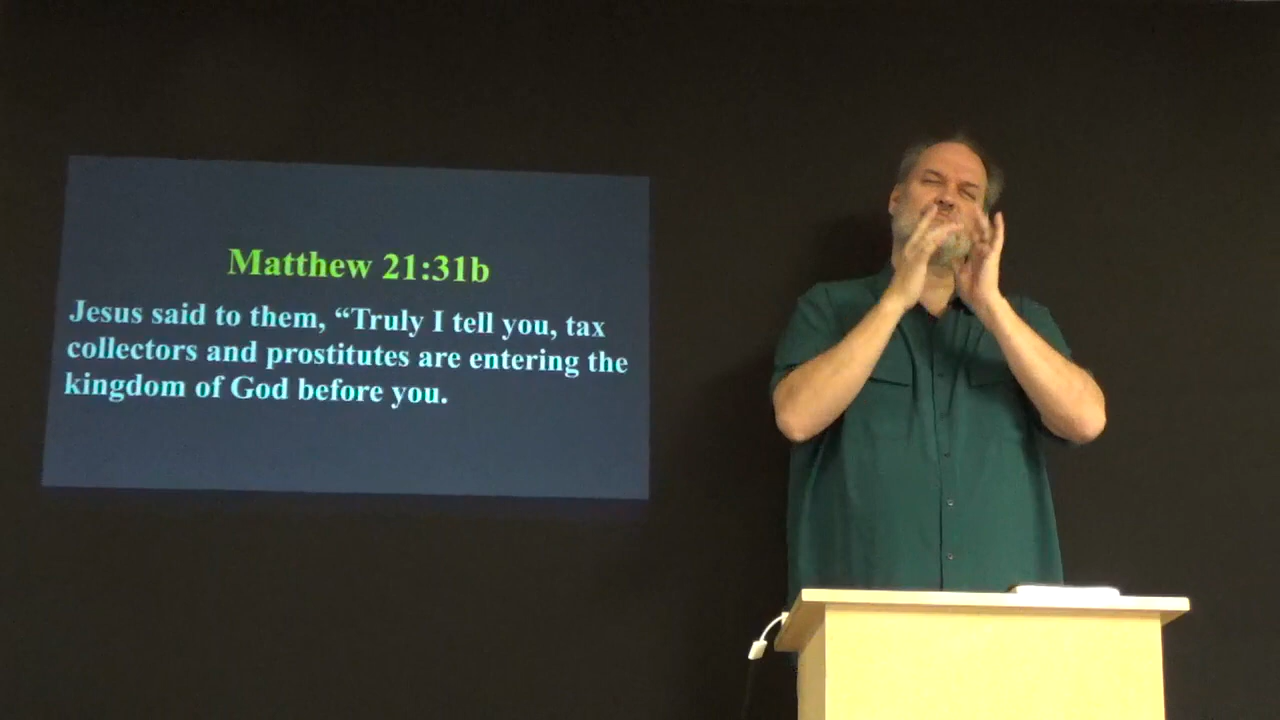 Matthew 21:31b
Jesus said to them, “Truly I tell you, tax
collectors and prostitutes are entering the
kingdom of God before you.